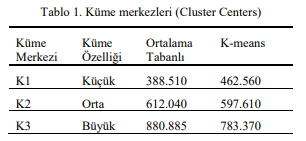 Tablo 1. Küme merkezleri (Cluster Centers)
Küme Merkezi Küme Özelliği Ortalama Tabanlı K-means
K1 Küçük 388.510 462.560
K2 Orta 612.040 597.610
K3 Büyük 880.885 783.370